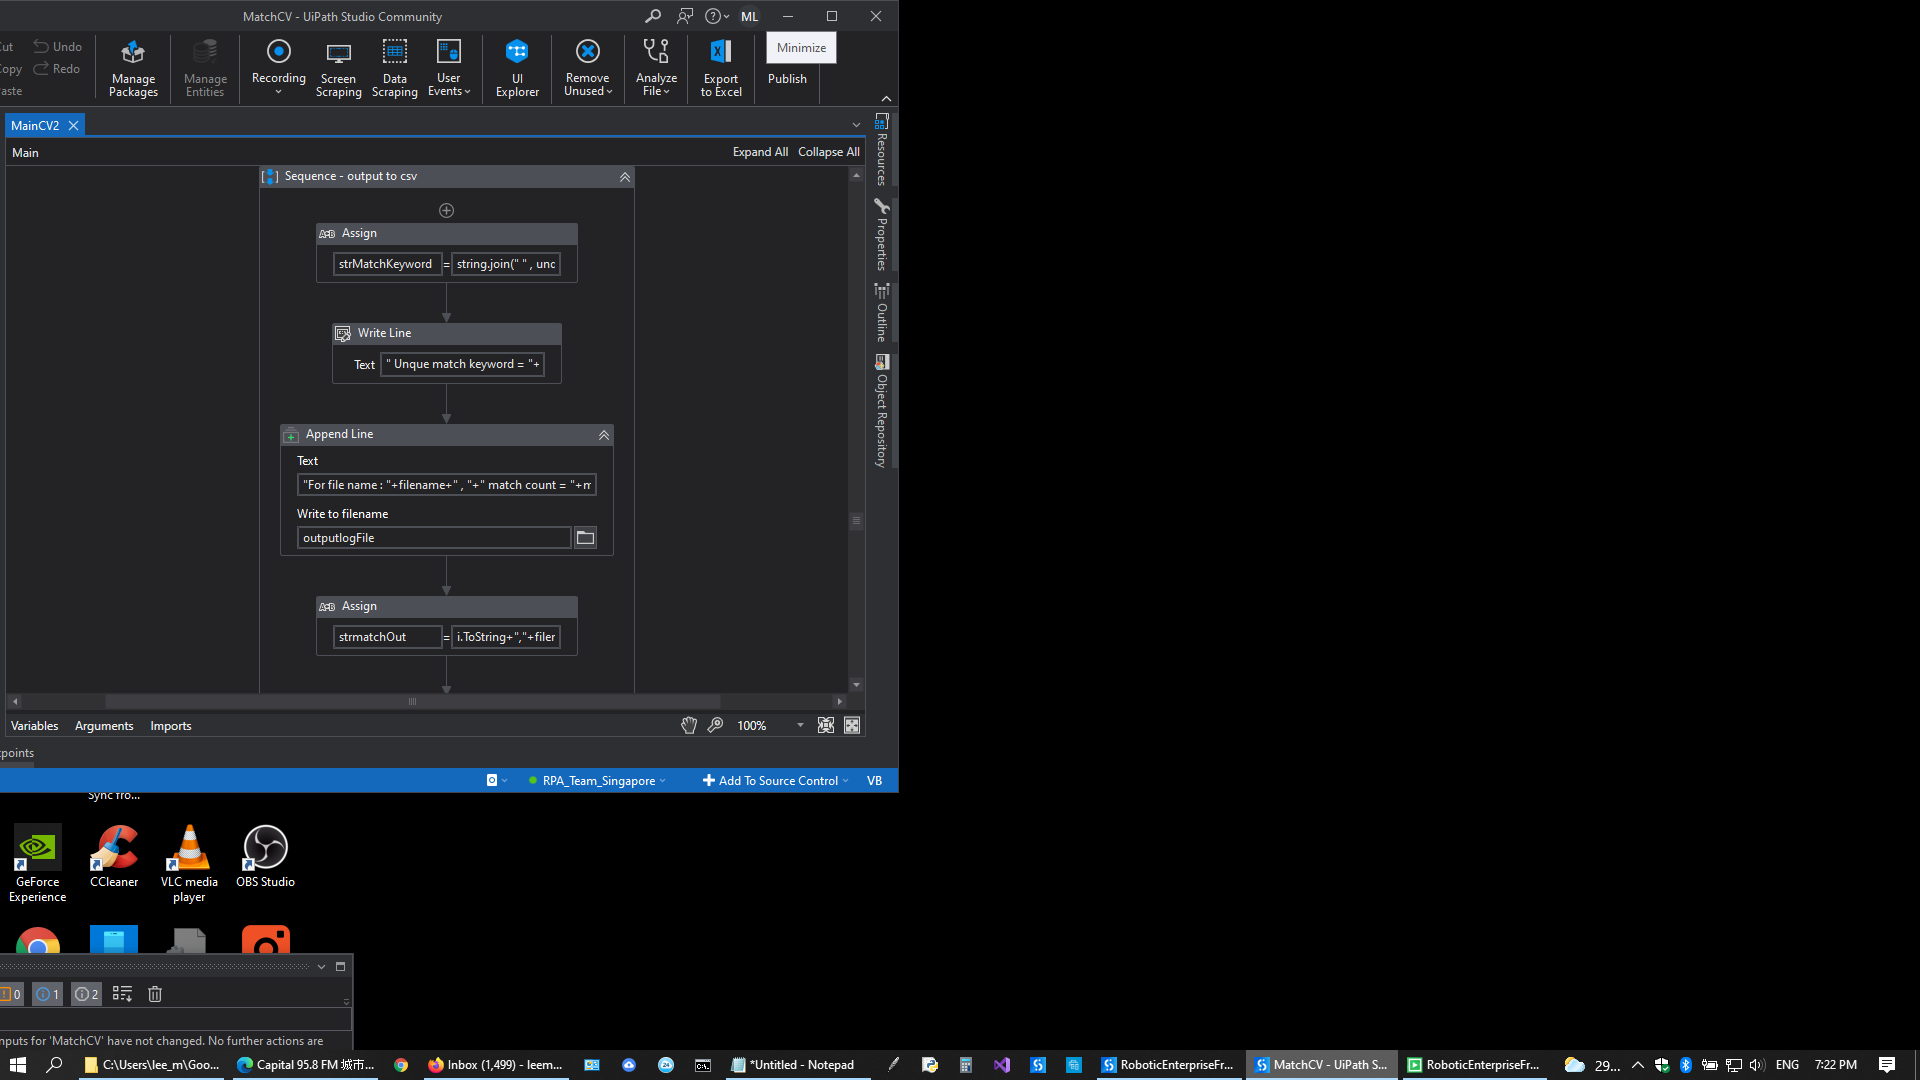 MatchCV - UiPath Studio Community
ML
Cut
Undo
Copy
Redo
Paste
Manage Packages
Manage Entities
Recording
Screen Scraping
Data Scraping
User Events
UI Explorer
Remove Unused
Analyze File
Export to Excel
Minimize
Publish
MainCV2
Main
Expand All
Collapse All
Resources
Properties
Outline
Object Repository
Sequence - output to csv
Assign
strMatchKeyword
=
string.join(" " , unc
Write Line
Text
" Unque match keyword = "+
Append Line
Text
"For file name : "+filename+" , "+" match count = "+m
Write to filename
outputlogFile
Assign
strmatchOut
=
i.ToString+","+filer
Variables
Arguments
Imports
100%
points
RPA_Team_Singapore
Add To Source Control
VB
Sync fro...
GeForce Experience
CCleaner
VLC media player
OBS Studio
0
1
2
nputs for 'MatchCV' have not changed. No further actions are
C:\Users\lee_m\Goo...
Capital 95.8 FM 城市...
Inbox (1,499) - leem...
*Untitled - Notepad
RoboticEnterpriseFr...
MatchCV - UiPath S...
RoboticEnterpriseFr...
29...
ENG
7:22 PM